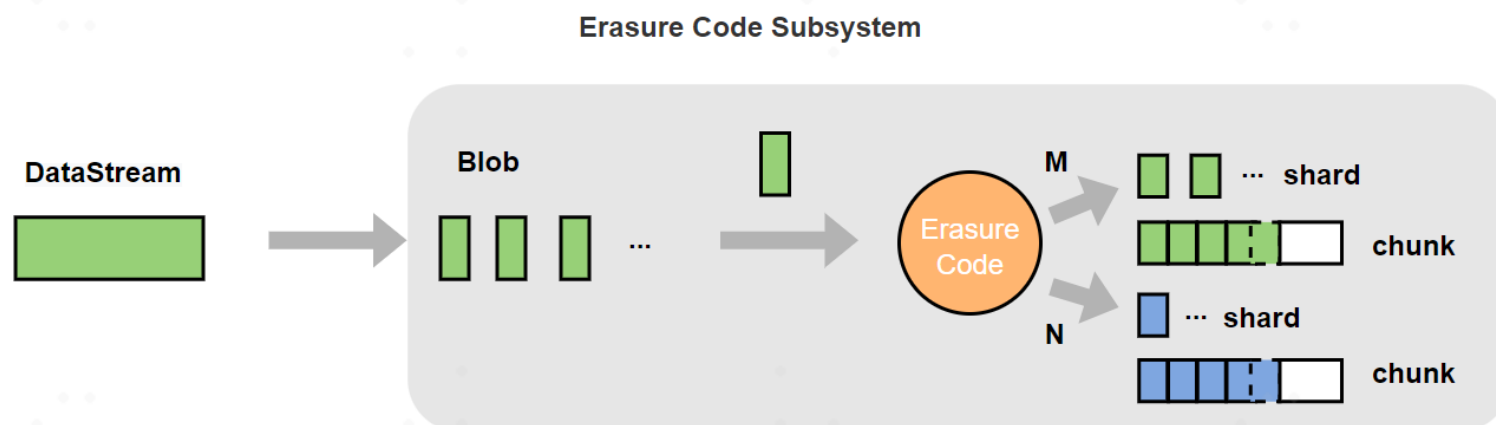 Erasure Code Subsystem
DataStream
Blob
...
Erasure
Code
M
... shard
chunk
N
... shard
chunk